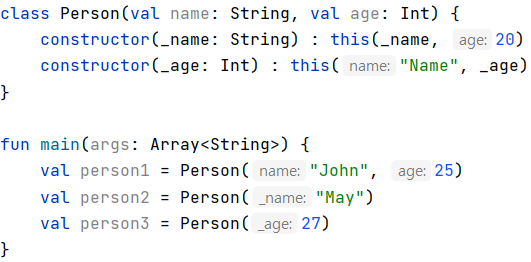 class Person(val name: String, val age: Int) {
    constructor(_name: String) : this(_name, age: 20)
    constructor(_age: Int) : this( name: "Name", _age)
}

fun main(args: Array<String>) {
    val person1 = Person( name: "John", age: 25)
    val person2 = Person( _name: "May")
    val person3 = Person( _age: 27)
}